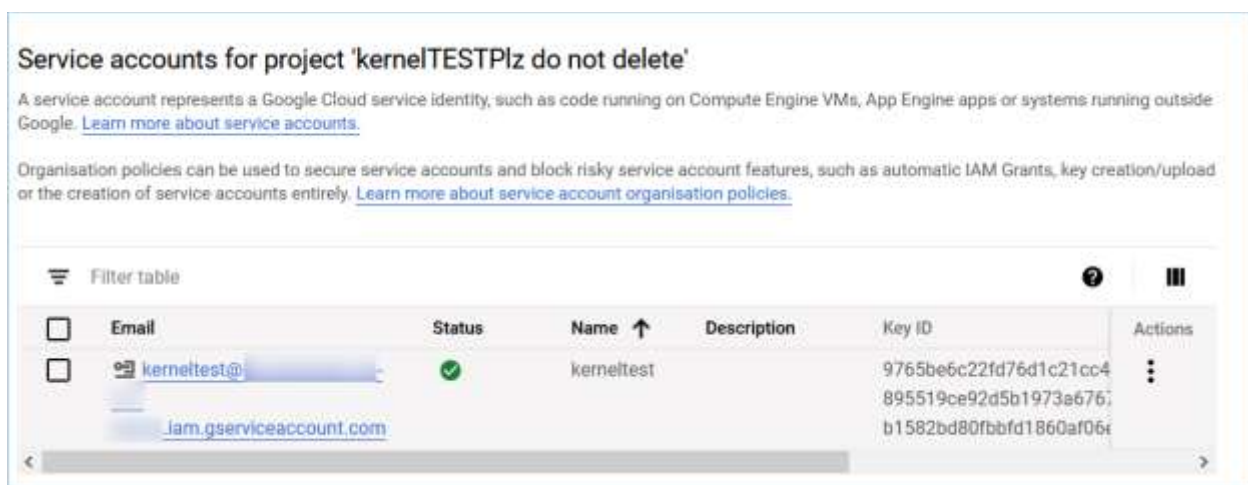 Service accounts for project 'kernelTESTPlz do not delete'
A service account represents a Google Cloud service identity, such as code running on Compute Engine VMs, App Engine apps or systems running outside
Google. Learn more about service accounts.
Organisation policies can be used to secure service accounts and block risky service account features, such as automatic IAM Grants, key creation/upload
or the creation of service accounts entirely. Learn more about service account organisation policies.
Filter table
Email Status Name Description Key ID Actions
kerneltest@ kerneltest 9765be6c22fd76d1c21cc4
895519ce92d5b1973a6767
.iam.gserviceaccount.com b1582bd80fbbfd1860af06